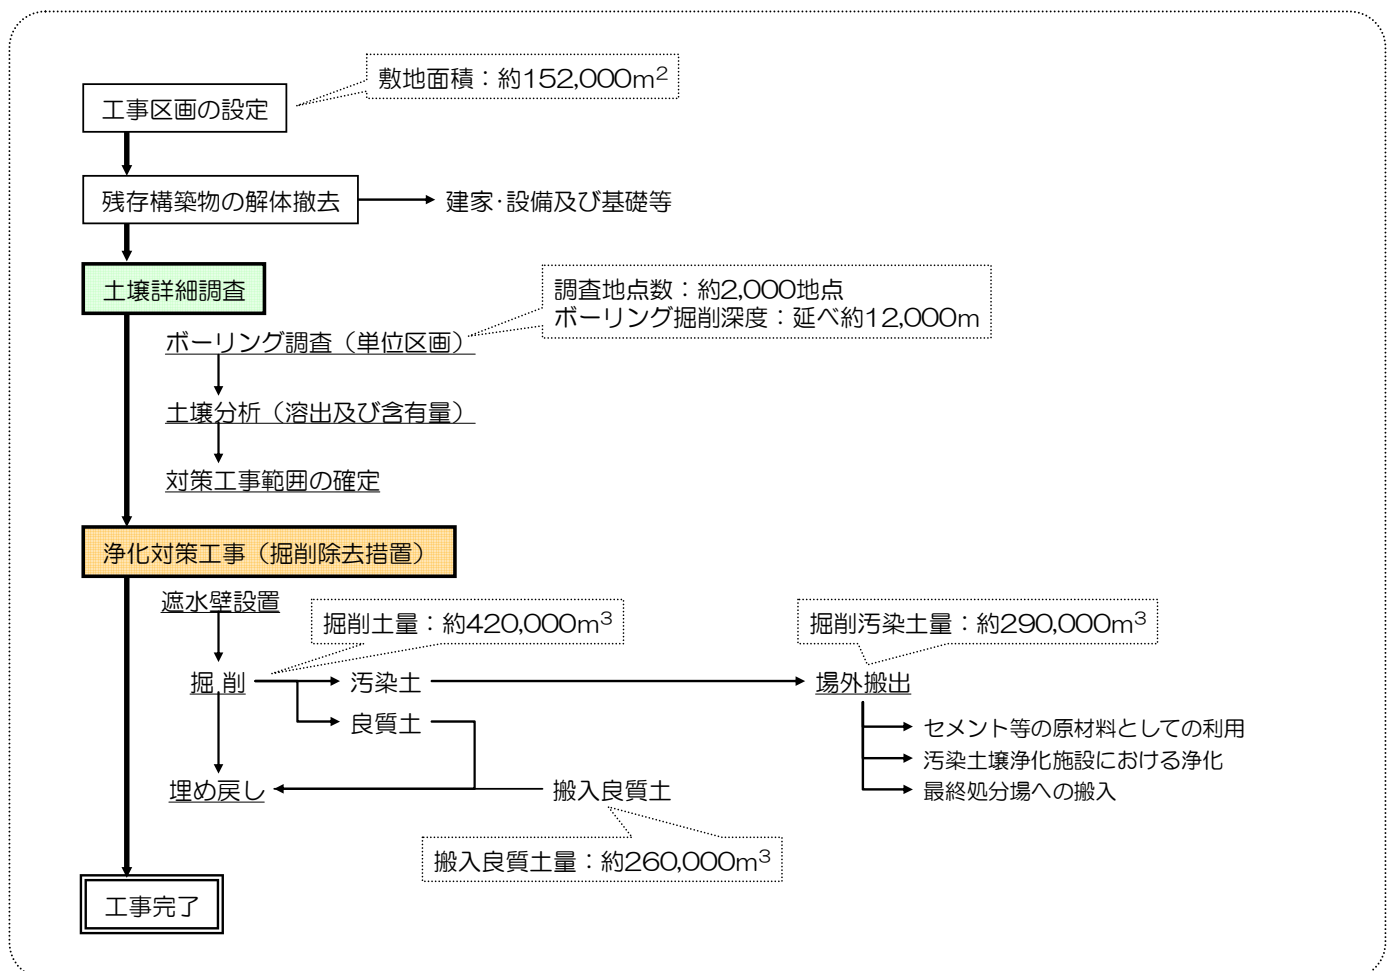 敷地面積：約152,000m²
工事区画の設定
残存構築物の解体撤去
建家・設備及び基礎等
土壌詳細調査
調査地点数：約2,000地点
ボーリング掘削深度：延べ約12,000m
ボーリング調査（単位区画）
土壌分析（溶出及び含有量）
対策工事範囲の確定
浄化対策工事（掘削除去措置）
遮水壁設置
掘削土量：約420,000m³
掘削汚染土量：約290,000m³
掘 削
汚染土
場外搬出
良質土
セメント等の原材料としての利用
汚染土壌浄化施設における浄化
最終処分場への搬入
埋め戻し
搬入良質土
搬入良質土量：約260,000m³
工事完了